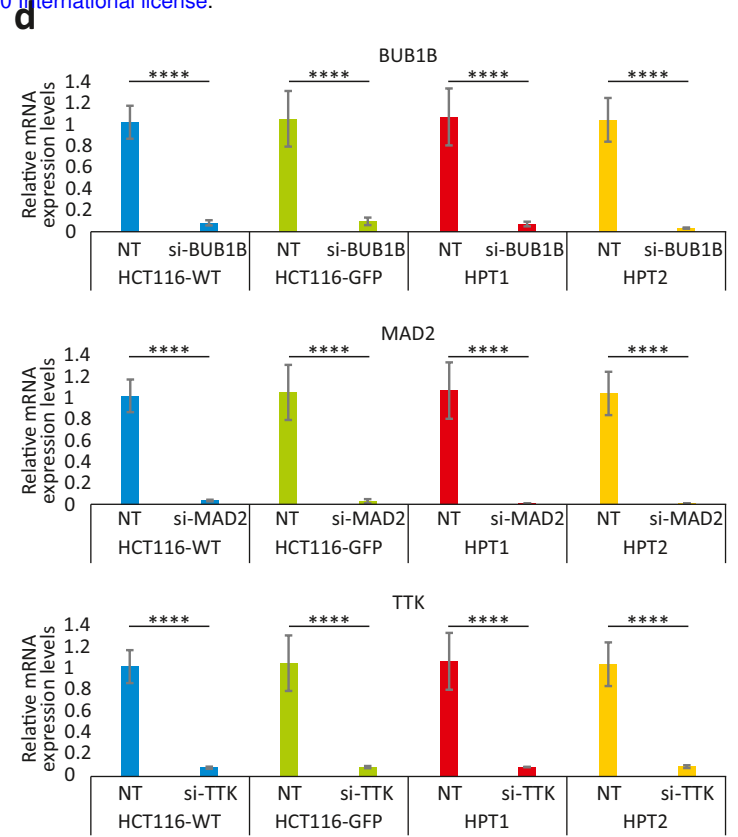 0 International license.
d
BUB1B
Relative mRNA
expression levels
1.4
1.2
1
0.8
0.6
0.4
0.2
0
**** **** **** ****
NT si-BUB1B NT si-BUB1B NT si-BUB1B NT si-BUB1B
HCT116-WT HCT116-GFP HPT1 HPT2
MAD2
Relative mRNA
expression levels
1.4
1.2
1
0.8
0.6
0.4
0.2
0
**** **** **** ****
NT si-MAD2 NT si-MAD2 NT si-MAD2 NT si-MAD2
HCT116-WT HCT116-GFP HPT1 HPT2
TTK
Relative mRNA
expression levels
1.4
1.2
1
0.8
0.6
0.4
0.2
0
**** **** **** ****
NT si-TTK NT si-TTK NT si-TTK NT si-TTK
HCT116-WT HCT116-GFP HPT1 HPT2